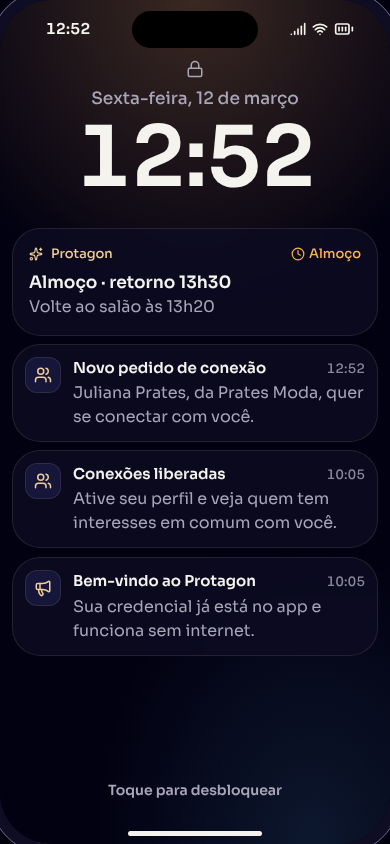 12:52
Sexta-feira, 12 de março
12:52
Protagon
Almoço
Almoço · retorno 13h30
Volte ao salão às 13h20
Novo pedido de conexão
12:52
Juliana Prates, da Prates Moda, quer
se conectar com você.
Conexões liberadas
10:05
Ative seu perfil e veja quem tem
interesses em comum com você.
Bem-vindo ao Protagon
10:05
Sua credencial já está no app e
funciona sem internet.
Toque para desbloquear